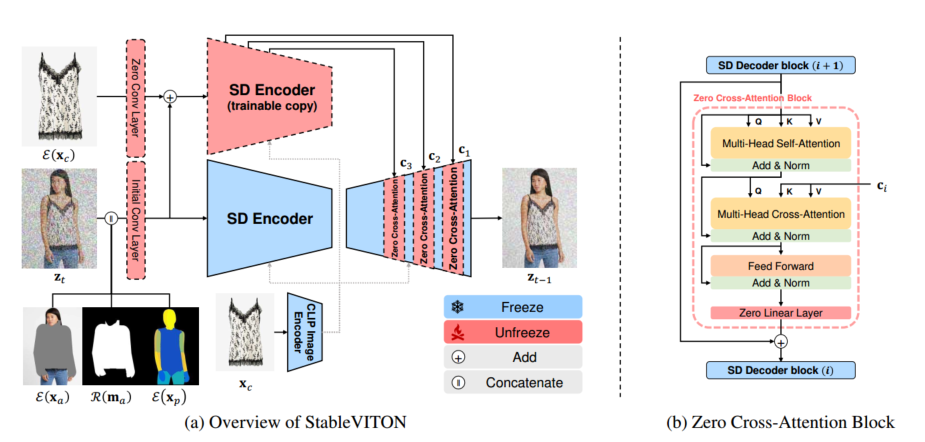 Zero Conv Layer
SD Encoder
(trainable copy)
ℰ(x_c)
Initial Conv Layer
SD Encoder
c_3
c_2
c_1
Zero Cross-Attention
Zero Cross-Attention
Zero Cross-Attention
z_t
z_{t−1}
CLIP Image
Encoder
x_c
ℰ(x_a)
ℛ(m_a)
ℰ(x_p)
Freeze
Unfreeze
Add
Concatenate
(a) Overview of StableVITON
SD Decoder block (i + 1)
Zero Cross-Attention Block
Q K V
Multi-Head Self-Attention
Add & Norm
Q K V
c_i
Multi-Head Cross-Attention
Add & Norm
Feed Forward
Add & Norm
Zero Linear Layer
SD Decoder block (i)
(b) Zero Cross-Attention Block